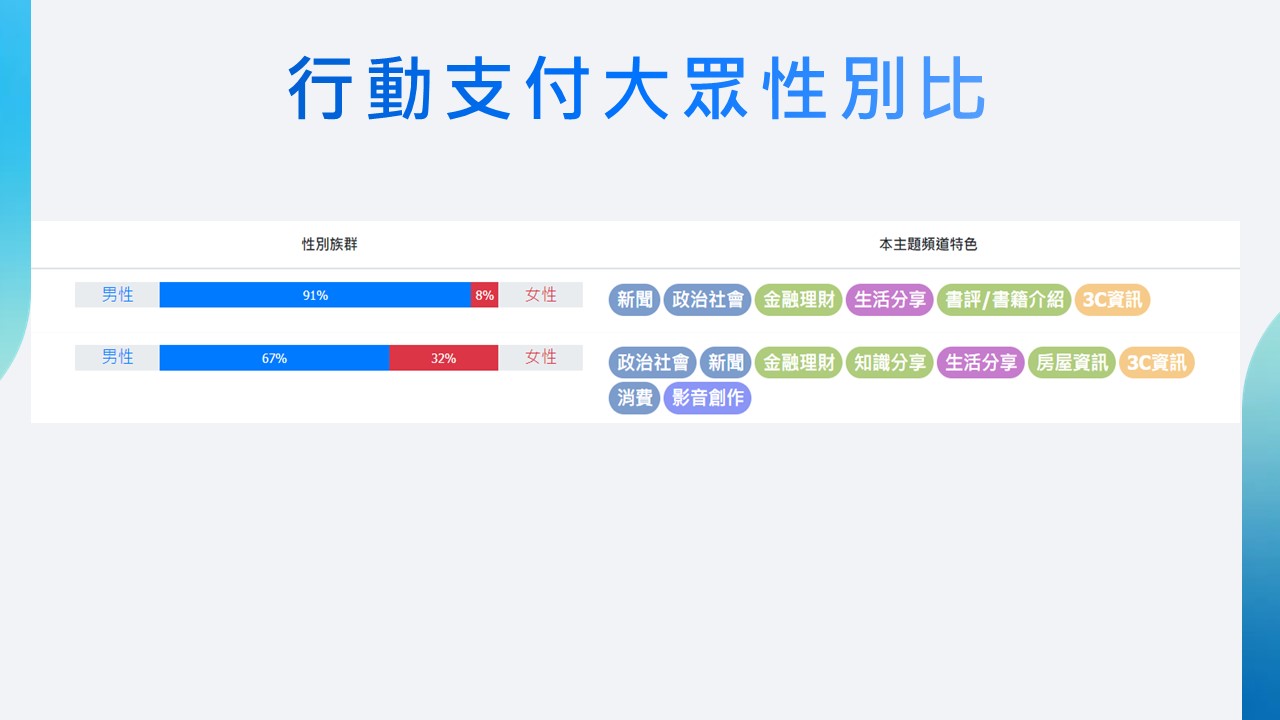 行動支付大眾性別比
性別族群 本主題頻道特色
男性 91% 8% 女性 新聞 政治社會 金融理財 生活分享 書評/書籍介紹 3C資訊
男性 67% 32% 女性 政治社會 新聞 金融理財 知識分享 生活分享 房屋資訊 3C資訊
消費 影音創作